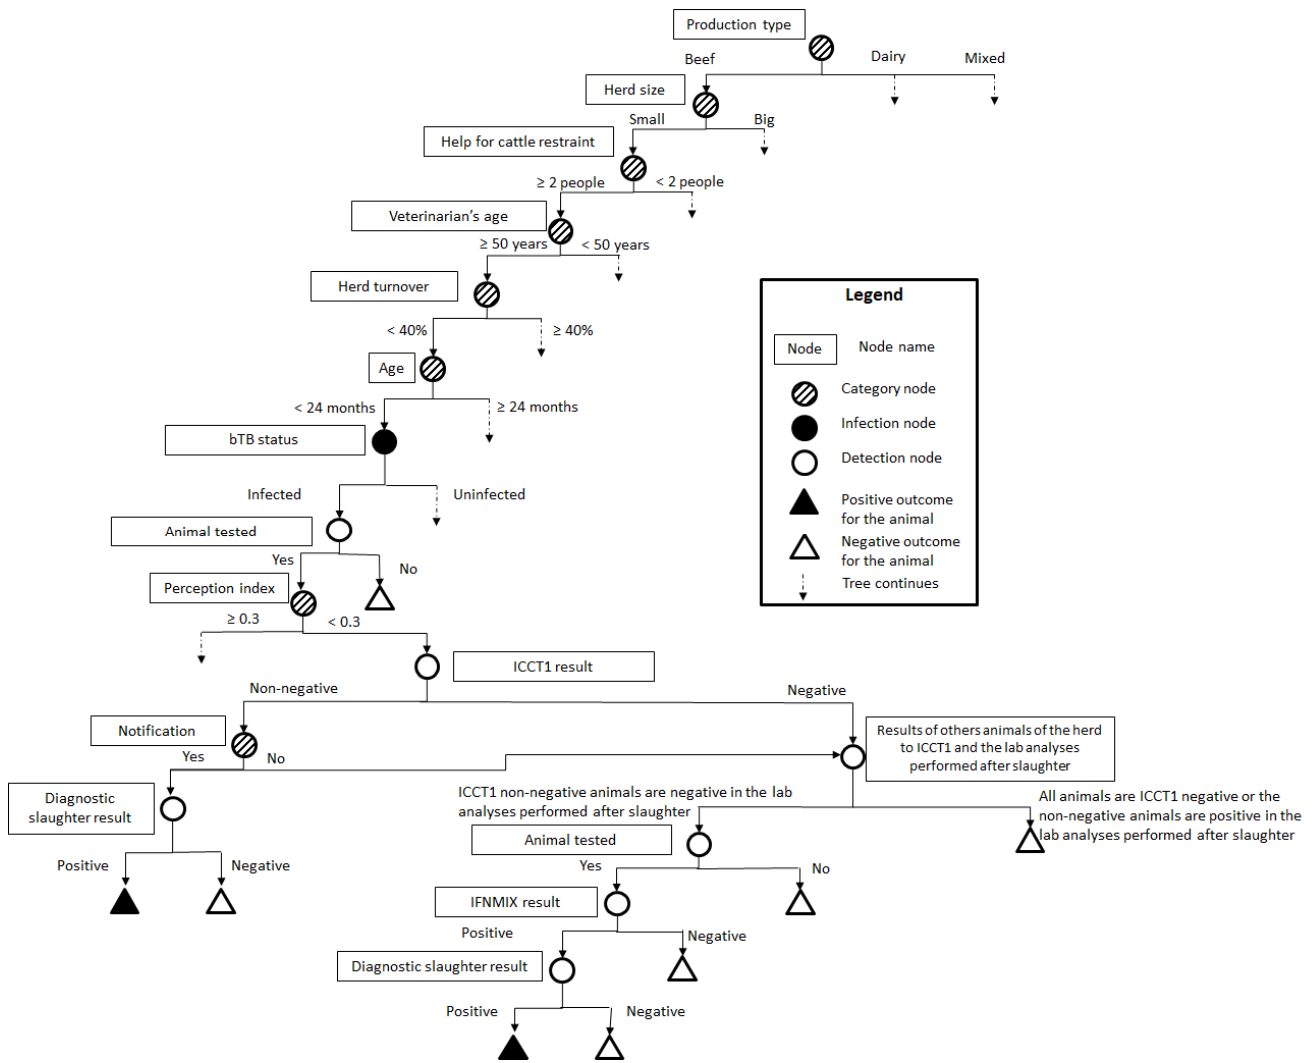 Production type
Beef
Dairy
Mixed
Herd size
Small
Big
Help for cattle restraint
≥ 2 people
< 2 people
Veterinarian's age
≥ 50 years
< 50 years
Herd turnover
< 40%
≥ 40%
Age
< 24 months
≥ 24 months
bTB status
Infected
Uninfected
Animal tested
Yes
No
Perception index
≥ 0.3
< 0.3
ICCT1 result
Non-negative
Negative
Notification
Yes
No
Results of others animals of the herd
to ICCT1 and the lab analyses
performed after slaughter
Diagnostic
slaughter result
Positive
Negative
ICCT1 non-negative animals are negative in the lab
analyses performed after slaughter
All animals are ICCT1 negative or the
non-negative animals are positive in the
lab analyses performed after slaughter
Animal tested
Yes
No
IFNMIX result
Positive
Negative
Diagnostic slaughter result
Positive
Negative
Legend
Node
Node name
Category node
Infection node
Detection node
Positive outcome
for the animal
Negative outcome
for the animal
Tree continues